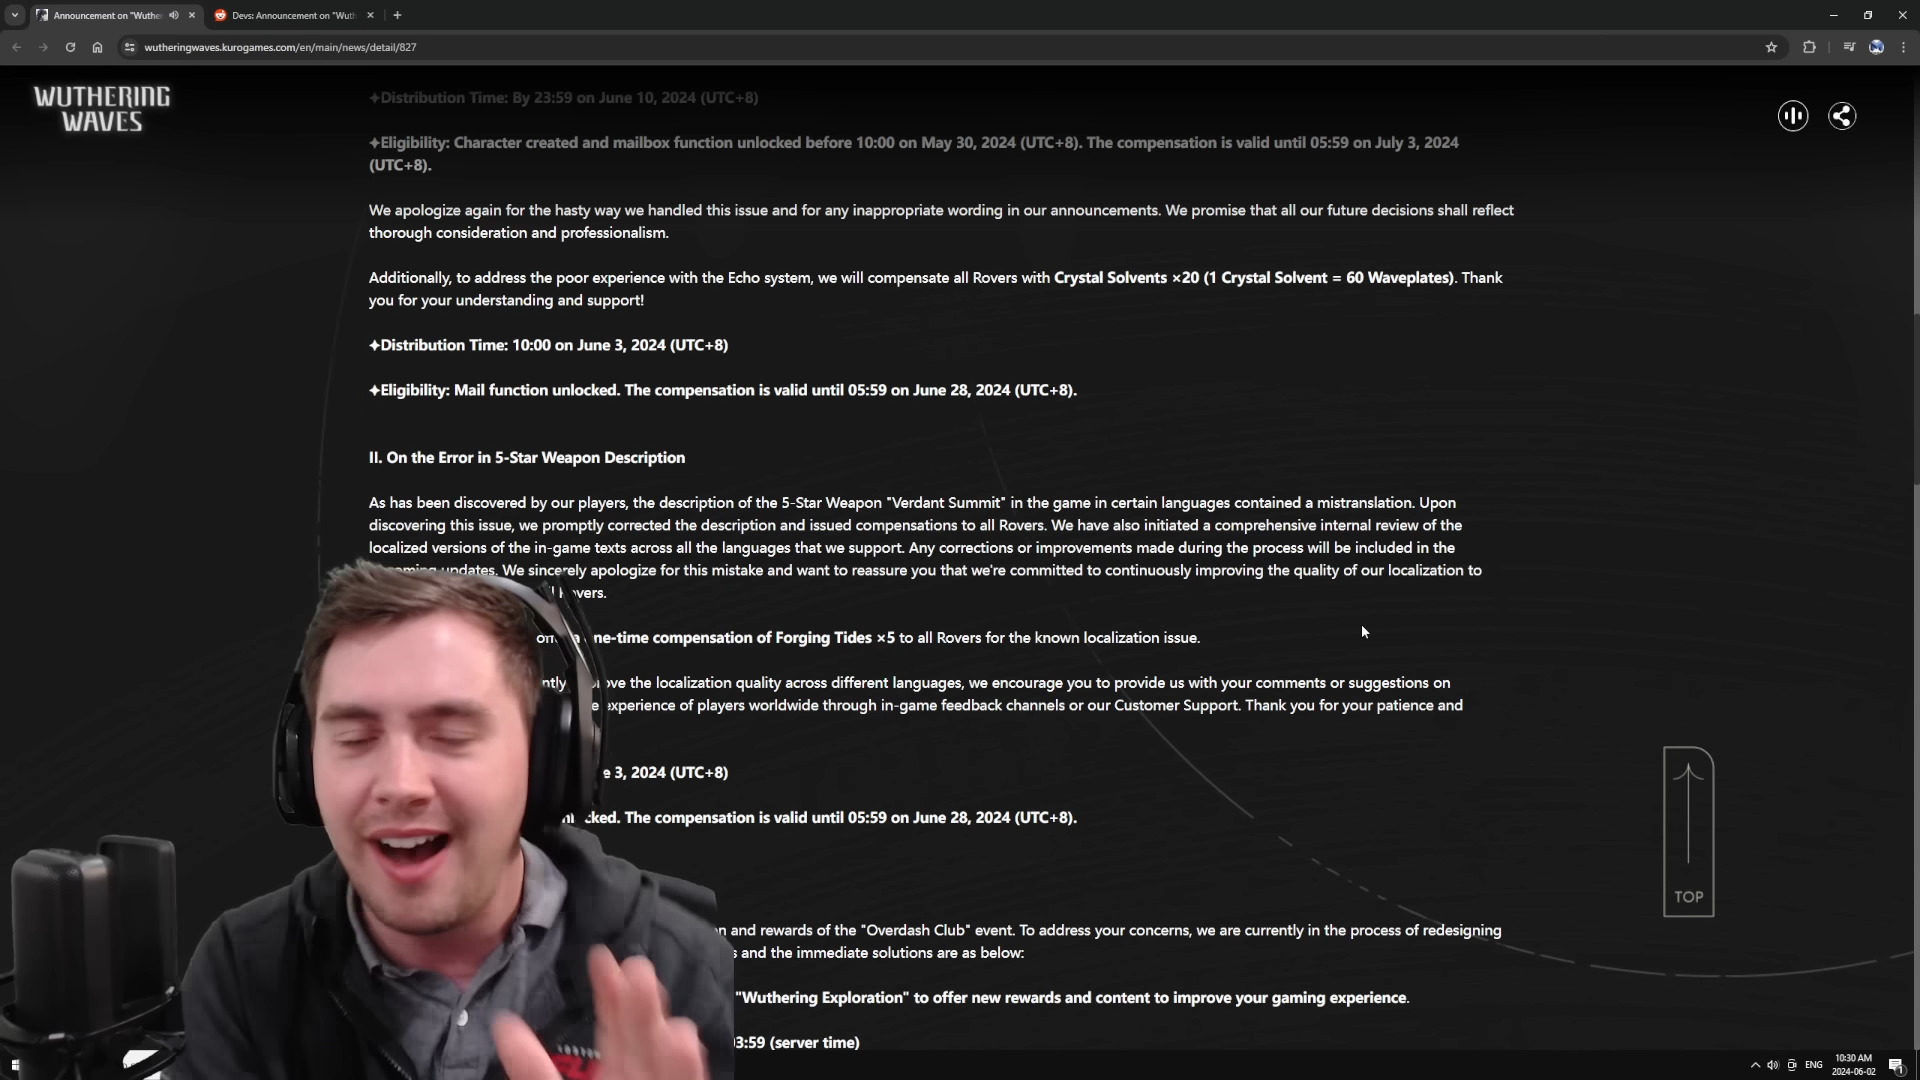 Announcement on "Wuther
Devs: Announcement on "Wuth
wutheringwaves.kurogames.com/en/main/news/detail/827
WUTHERING
WAVES
✦Distribution Time: By 23:59 on June 10, 2024 (UTC+8)
✦Eligibility: Character created and mailbox function unlocked before 10:00 on May 30, 2024 (UTC+8). The compensation is valid until 05:59 on July 3, 2024
(UTC+8).
We apologize again for the hasty way we handled this issue and for any inappropriate wording in our announcements. We promise that all our future decisions shall reflect
thorough consideration and professionalism.
Additionally, to address the poor experience with the Echo system, we will compensate all Rovers with Crystal Solvents ×20 (1 Crystal Solvent = 60 Waveplates). Thank
you for your understanding and support!
✦Distribution Time: 10:00 on June 3, 2024 (UTC+8)
✦Eligibility: Mail function unlocked. The compensation is valid until 05:59 on June 28, 2024 (UTC+8).
II. On the Error in 5-Star Weapon Description
As has been discovered by our players, the description of the 5-Star Weapon "Verdant Summit" in the game in certain languages contained a mistranslation. Upon
discovering this issue, we promptly corrected the description and issued compensations to all Rovers. We have also initiated a comprehensive internal review of the
localized versions of the in-game texts across all the languages that we support. Any corrections or improvements made during the process will be included in the
updates. We sincerely apologize for this mistake and want to reassure you that we're committed to continuously improving the quality of our localization to
overs.
ne-time compensation of Forging Tides ×5 to all Rovers for the known localization issue.
ove the localization quality across different languages, we encourage you to provide us with your comments or suggestions on
experience of players worldwide through in-game feedback channels or our Customer Support. Thank you for your patience and
e 3, 2024 (UTC+8)
cked. The compensation is valid until 05:59 on June 28, 2024 (UTC+8).
n and rewards of the "Overdash Club" event. To address your concerns, we are currently in the process of redesigning
s and the immediate solutions are as below:
"Wuthering Exploration" to offer new rewards and content to improve your gaming experience.
3:59 (server time)
TOP
ENG
10:30 AM
2024-06-02